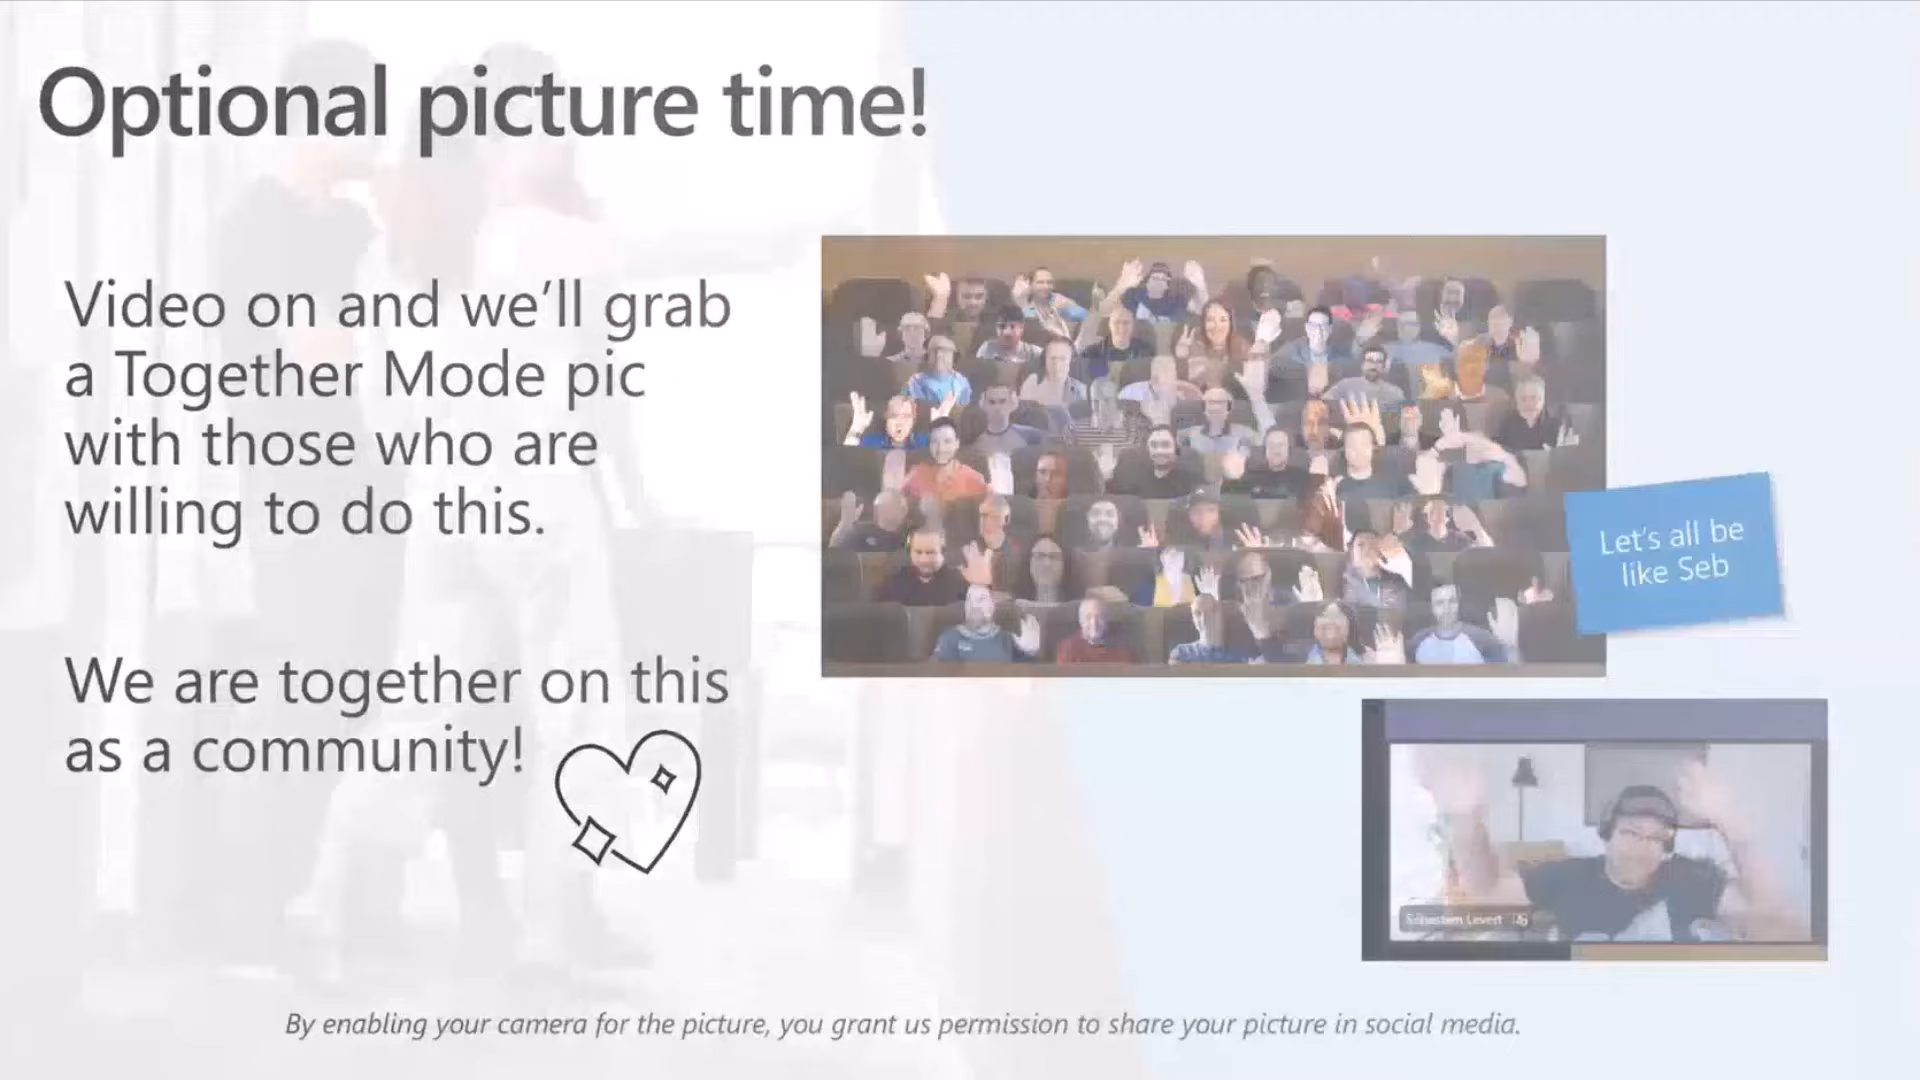 Optional picture time!
Video on and we'll grab
a Together Mode pic
with those who are
willing to do this.
We are together on this
as a community!
Let's all be
like Seb
Sébastien Levert
By enabling your camera for the picture, you grant us permission to share your picture in social media.